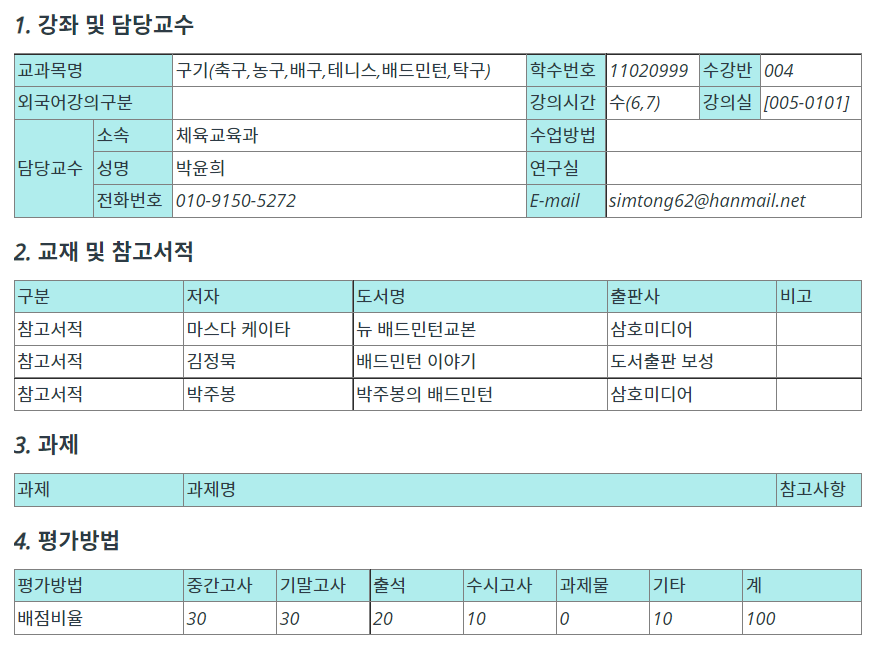 1. 강좌 및 담당교수
교과목명 구기(축구,농구,배구,테니스,배드민턴,탁구) 학수번호 11020999 수강반 004
외국어강의구분 강의시간 수(6,7) 강의실 [005-0101]
담당교수 소속 체육교육과 수업방법
성명 박윤희 연구실
전화번호 010-9150-5272 E-mail simtong62@hanmail.net
2. 교재 및 참고서적
구분 저자 도서명 출판사 비고
참고서적 마스다 케이타 뉴 배드민턴교본 삼호미디어
참고서적 김정묵 배드민턴 이야기 도서출판 보성
참고서적 박주봉 박주봉의 배드민턴 삼호미디어
3. 과제
과제 과제명 참고사항
4. 평가방법
평가방법 중간고사 기말고사 출석 수시고사 과제물 기타 계
배점비율 30 30 20 10 0 10 100